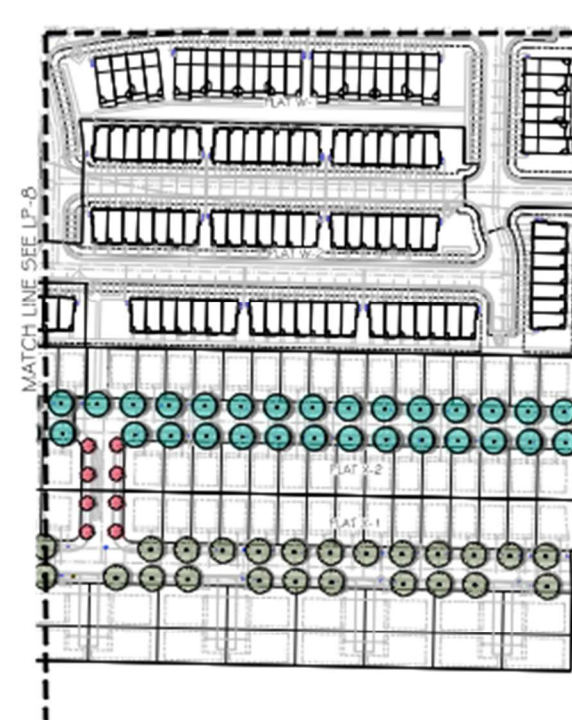 PLAT W-1
MATCH LINE SEE LP-8
PLAT W-2
PLAT X-2
PLAT X-1